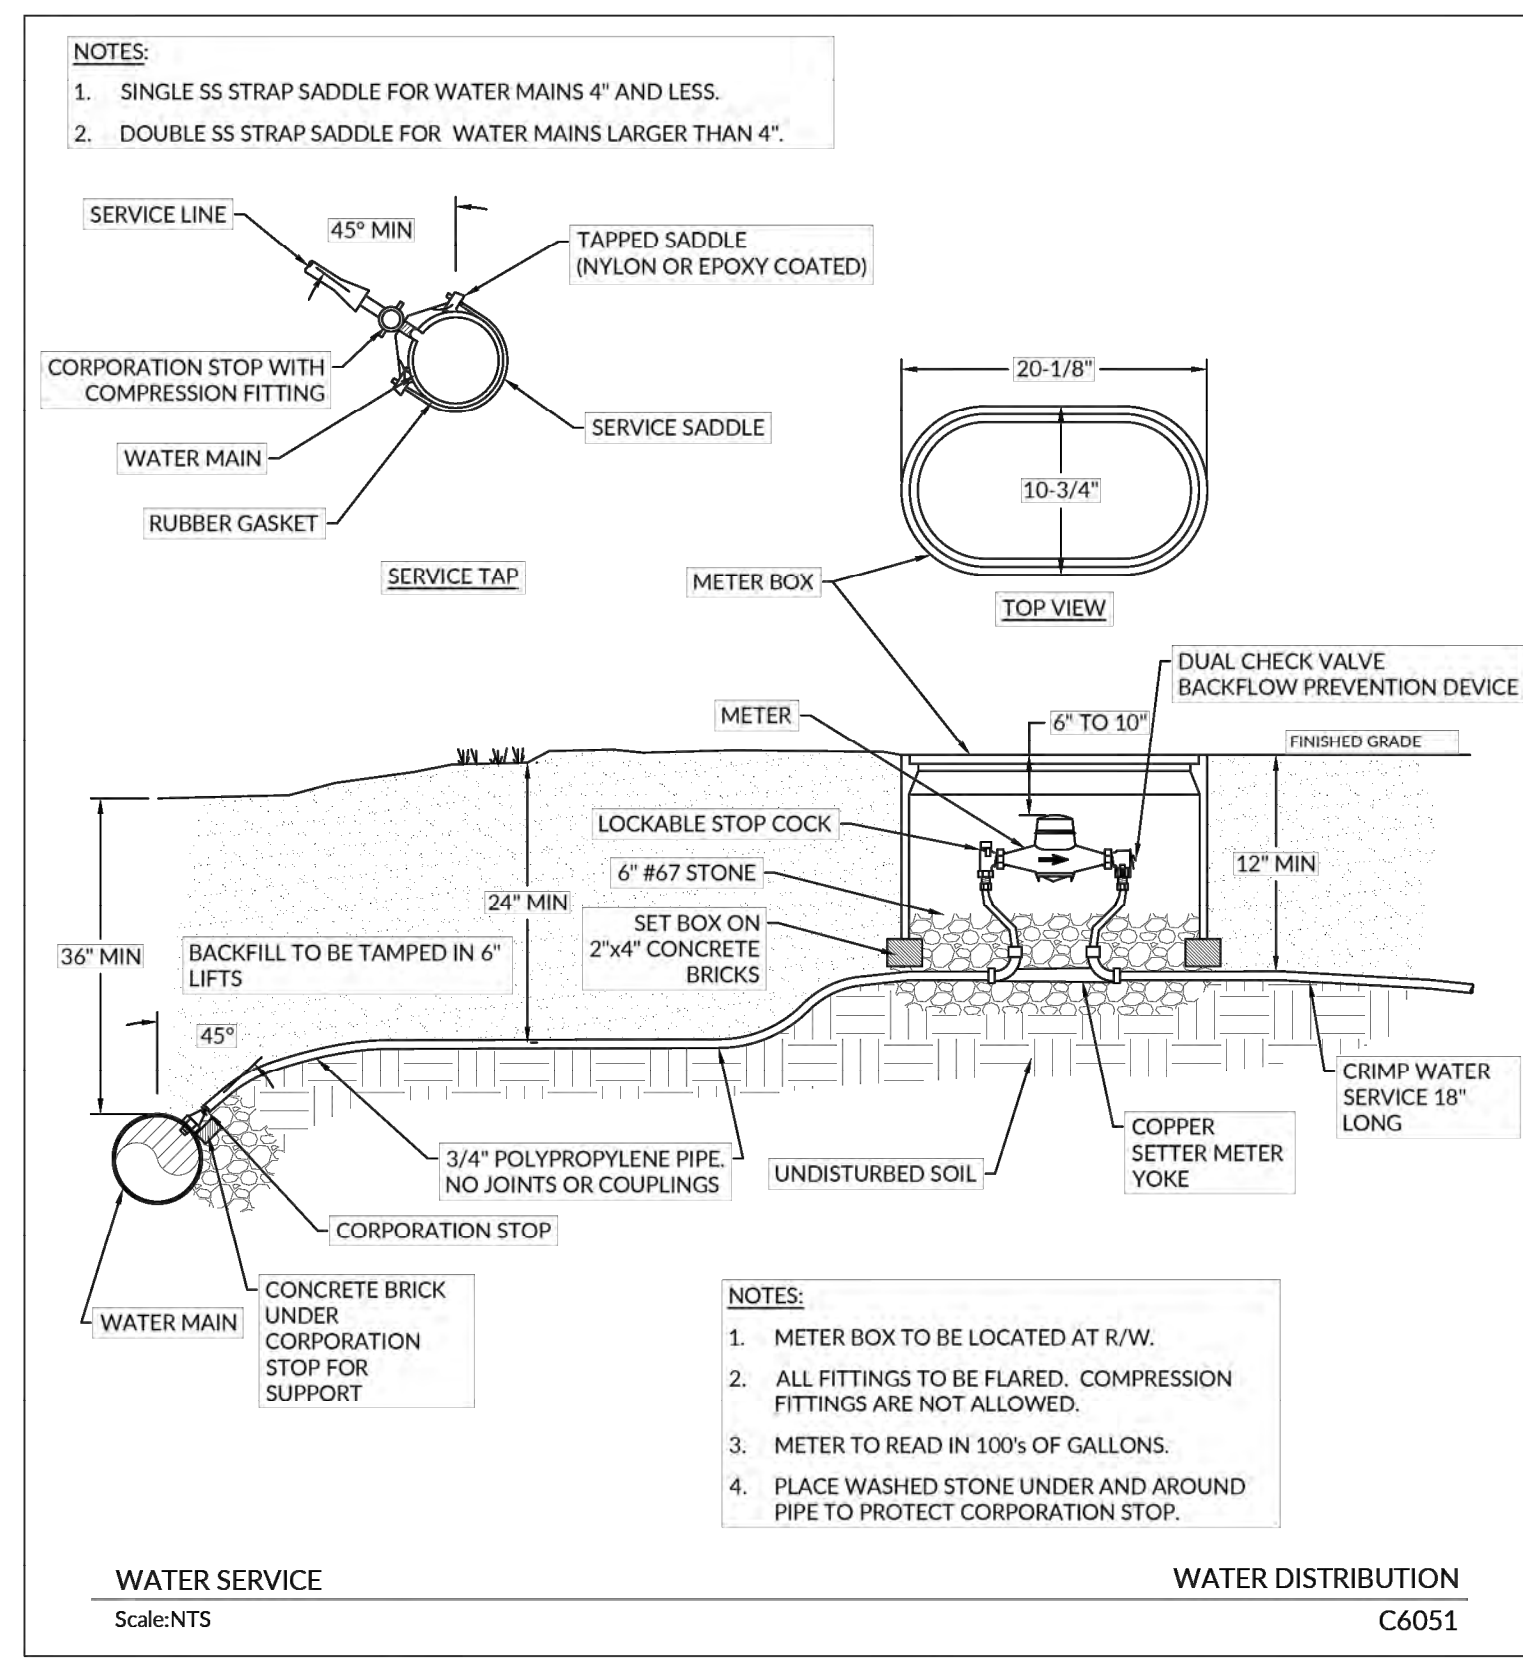 NOTES:
1. SINGLE SS STRAP SADDLE FOR WATER MAINS 4" AND LESS.
2. DOUBLE SS STRAP SADDLE FOR WATER MAINS LARGER THAN 4".
SERVICE LINE
45° MIN
TAPPED SADDLE
(NYLON OR EPOXY COATED)
CORPORATION STOP WITH
COMPRESSION FITTING
WATER MAIN
SERVICE SADDLE
RUBBER GASKET
SERVICE TAP
20-1/8"
10-3/4"
METER BOX
TOP VIEW
DUAL CHECK VALVE
BACKFLOW PREVENTION DEVICE
METER
6" TO 10"
FINISHED GRADE
LOCKABLE STOP COCK
6" #67 STONE
12" MIN
24" MIN
SET BOX ON
2"x4" CONCRETE
BRICKS
36" MIN
BACKFILL TO BE TAMPED IN 6"
LIFTS
45°
CRIMP WATER
SERVICE 18"
LONG
COPPER
SETTER METER
YOKE
3/4" POLYPROPYLENE PIPE.
NO JOINTS OR COUPLINGS
UNDISTURBED SOIL
CORPORATION STOP
CONCRETE BRICK
UNDER
CORPORATION
STOP FOR
SUPPORT
WATER MAIN
NOTES:
1. METER BOX TO BE LOCATED AT R/W.
2. ALL FITTINGS TO BE FLARED. COMPRESSION
FITTINGS ARE NOT ALLOWED.
3. METER TO READ IN 100's OF GALLONS.
4. PLACE WASHED STONE UNDER AND AROUND
PIPE TO PROTECT CORPORATION STOP.
WATER SERVICE
WATER DISTRIBUTION
Scale:NTS
C6051